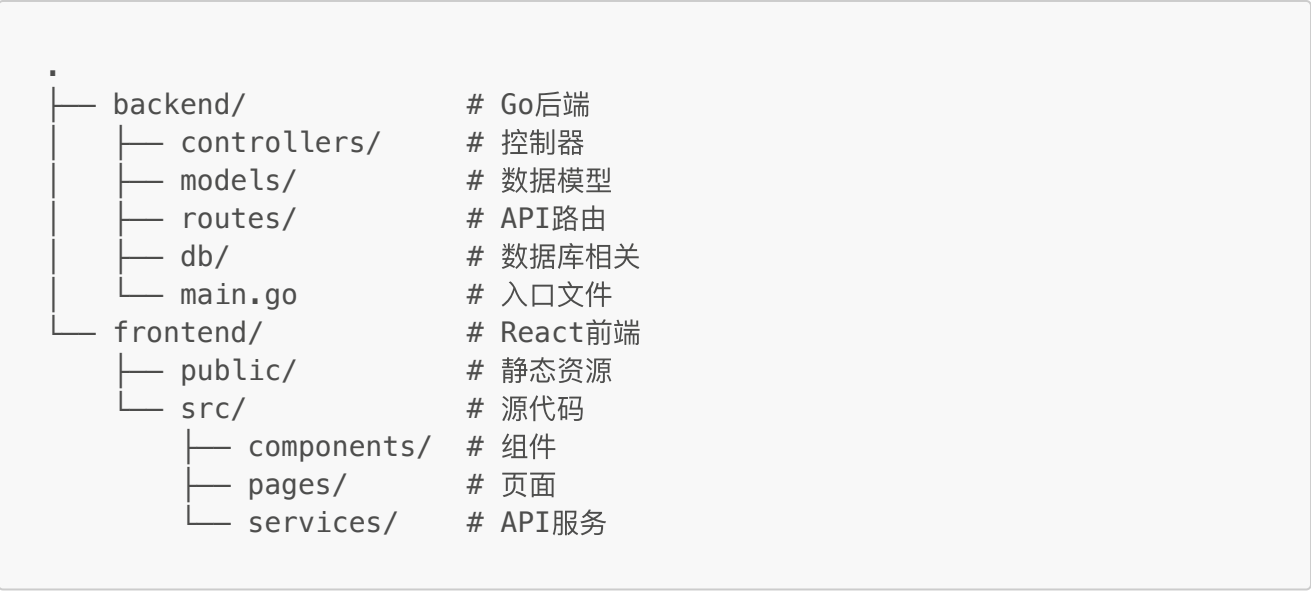 .
├── backend/             # Go后端
│   ├── controllers/     # 控制器
│   ├── models/          # 数据模型
│   ├── routes/          # API路由
│   ├── db/              # 数据库相关
│   └── main.go          # 入口文件
└── frontend/            # React前端
    ├── public/          # 静态资源
    └── src/             # 源代码
        ├── components/  # 组件
        ├── pages/       # 页面
        └── services/    # API服务